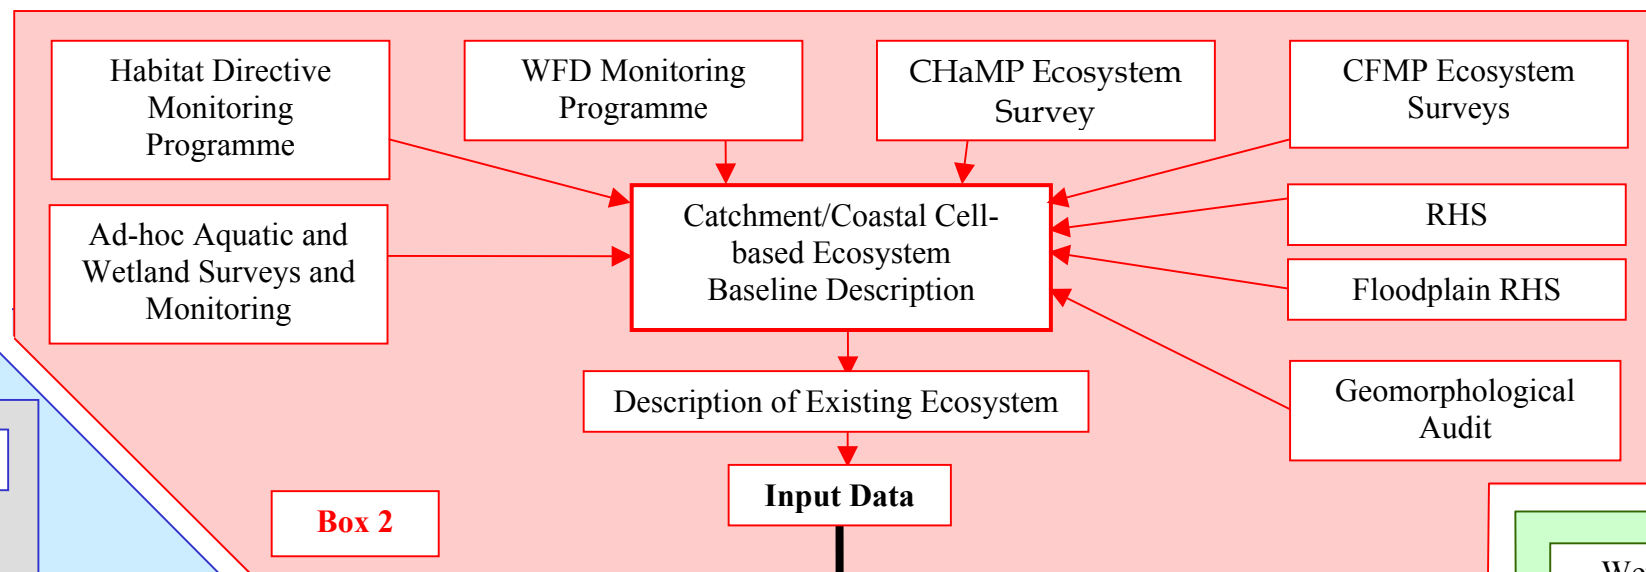 Habitat Directive
Monitoring
Programme
WFD Monitoring
Programme
CHaMP Ecosystem
Survey
CFMP Ecosystem
Surveys
Ad-hoc Aquatic and
Wetland Surveys and
Monitoring
Catchment/Coastal Cell-
based Ecosystem
Baseline Description
RHS
Floodplain RHS
Geomorphological
Audit
Description of Existing Ecosystem
Input Data
Box 2